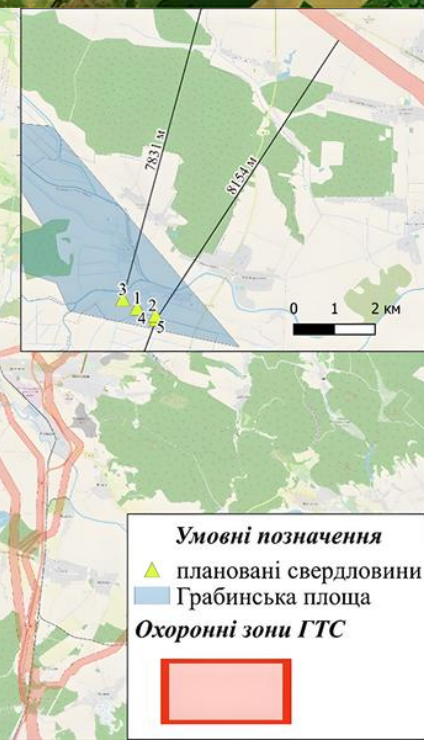 7831 м
8154 м
3
1
2
4
5
0 1 2 км
Умовні позначення
плановані свердловини
Грабинська площа
Охоронні зони ГТС